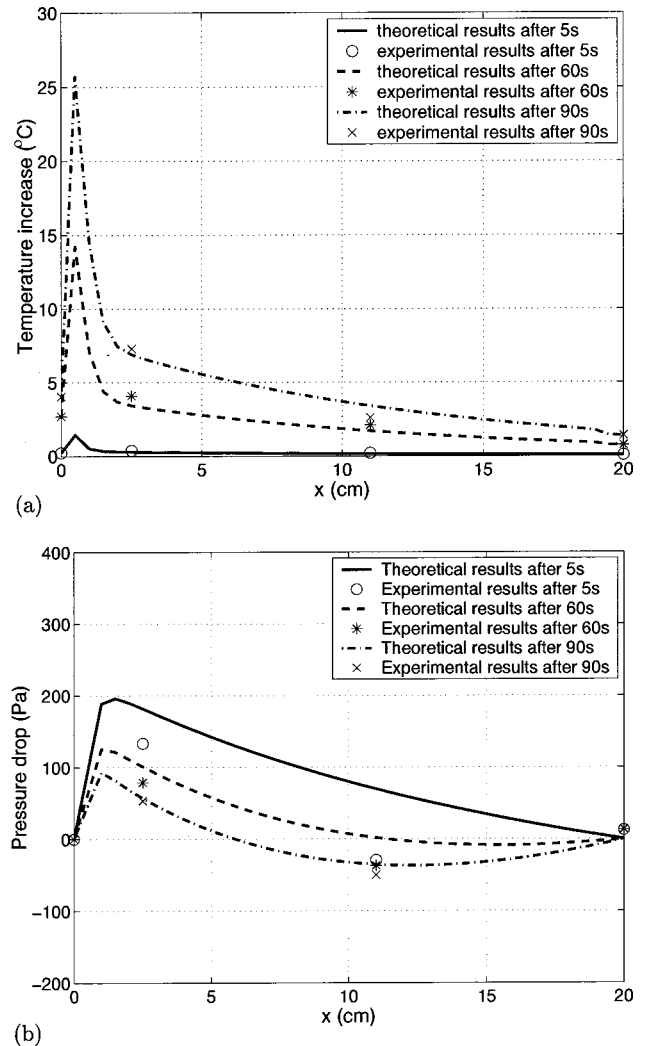 30
25
20
15
10
5
0
0
5
10
15
20
Temperature increase (°C)
x (cm)
theoretical results after 5s
experimental results after 5s
theoretical results after 60s
experimental results after 60s
theoretical results after 90s
experimental results after 90s
(a)
400
300
200
100
0
−100
−200
0
5
10
15
20
Pressure drop (Pa)
x (cm)
Theoretical results after 5s
Experimental results after 5s
Theoretical results after 60s
Experimental results after 60s
Theoretical results after 90s
Experimental results after 90s
(b)